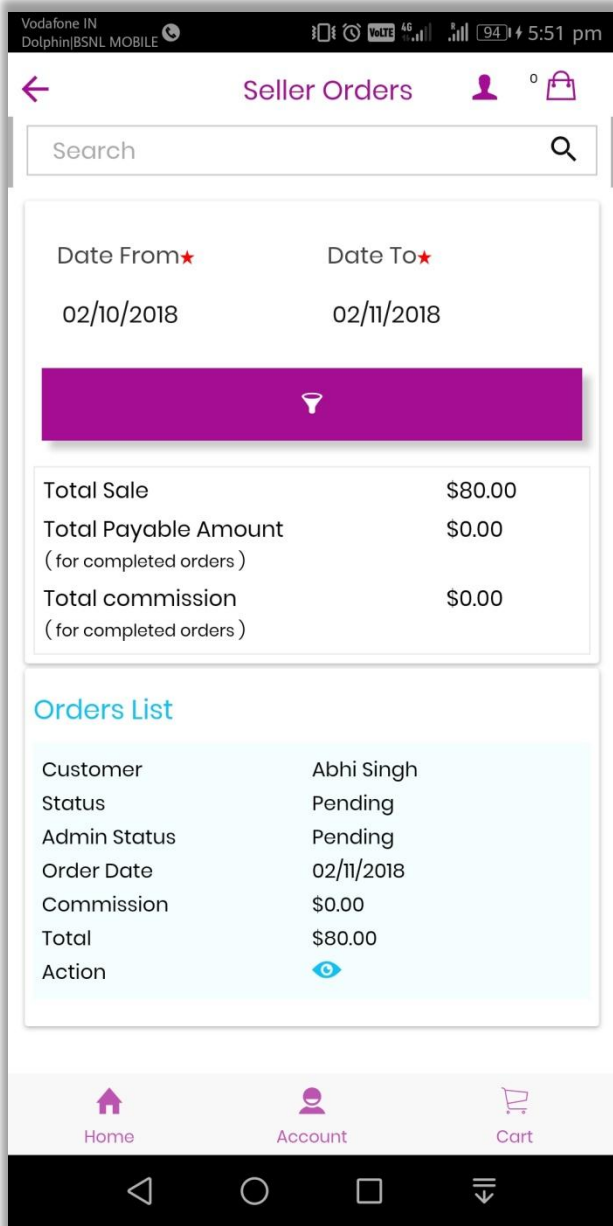 Vodafone IN
Dolphin|BSNL MOBILE
VoLTE 4G 94 5:51 pm
Seller Orders 0
Search
Date From★ Date To★
02/10/2018 02/11/2018
Total Sale $80.00
Total Payable Amount $0.00
( for completed orders )
Total commission $0.00
( for completed orders )
Orders List
Customer Abhi Singh
Status Pending
Admin Status Pending
Order Date 02/11/2018
Commission $0.00
Total $80.00
Action
Home Account Cart